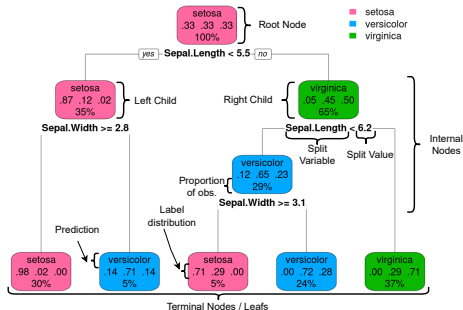 setosa
.33 .33 .33
100%
Root Node
setosa
versicolor
virginica
yes
Sepal.Length < 5.5
no
setosa
.87 .12 .02
35%
Left Child
Right Child
virginica
.05 .45 .50
65%
Sepal.Width >= 2.8
Sepal.Length < 6.2
Internal
Nodes
Split
Variable
Split Value
versicolor
.12 .65 .23
29%
Proportion
of obs.
Sepal.Width >= 3.1
Prediction
Label
distribution
setosa
.98 .02 .00
30%
versicolor
.14 .71 .14
5%
setosa
.71 .29 .00
5%
versicolor
.00 .72 .28
24%
virginica
.00 .29 .71
37%
Terminal Nodes / Leafs